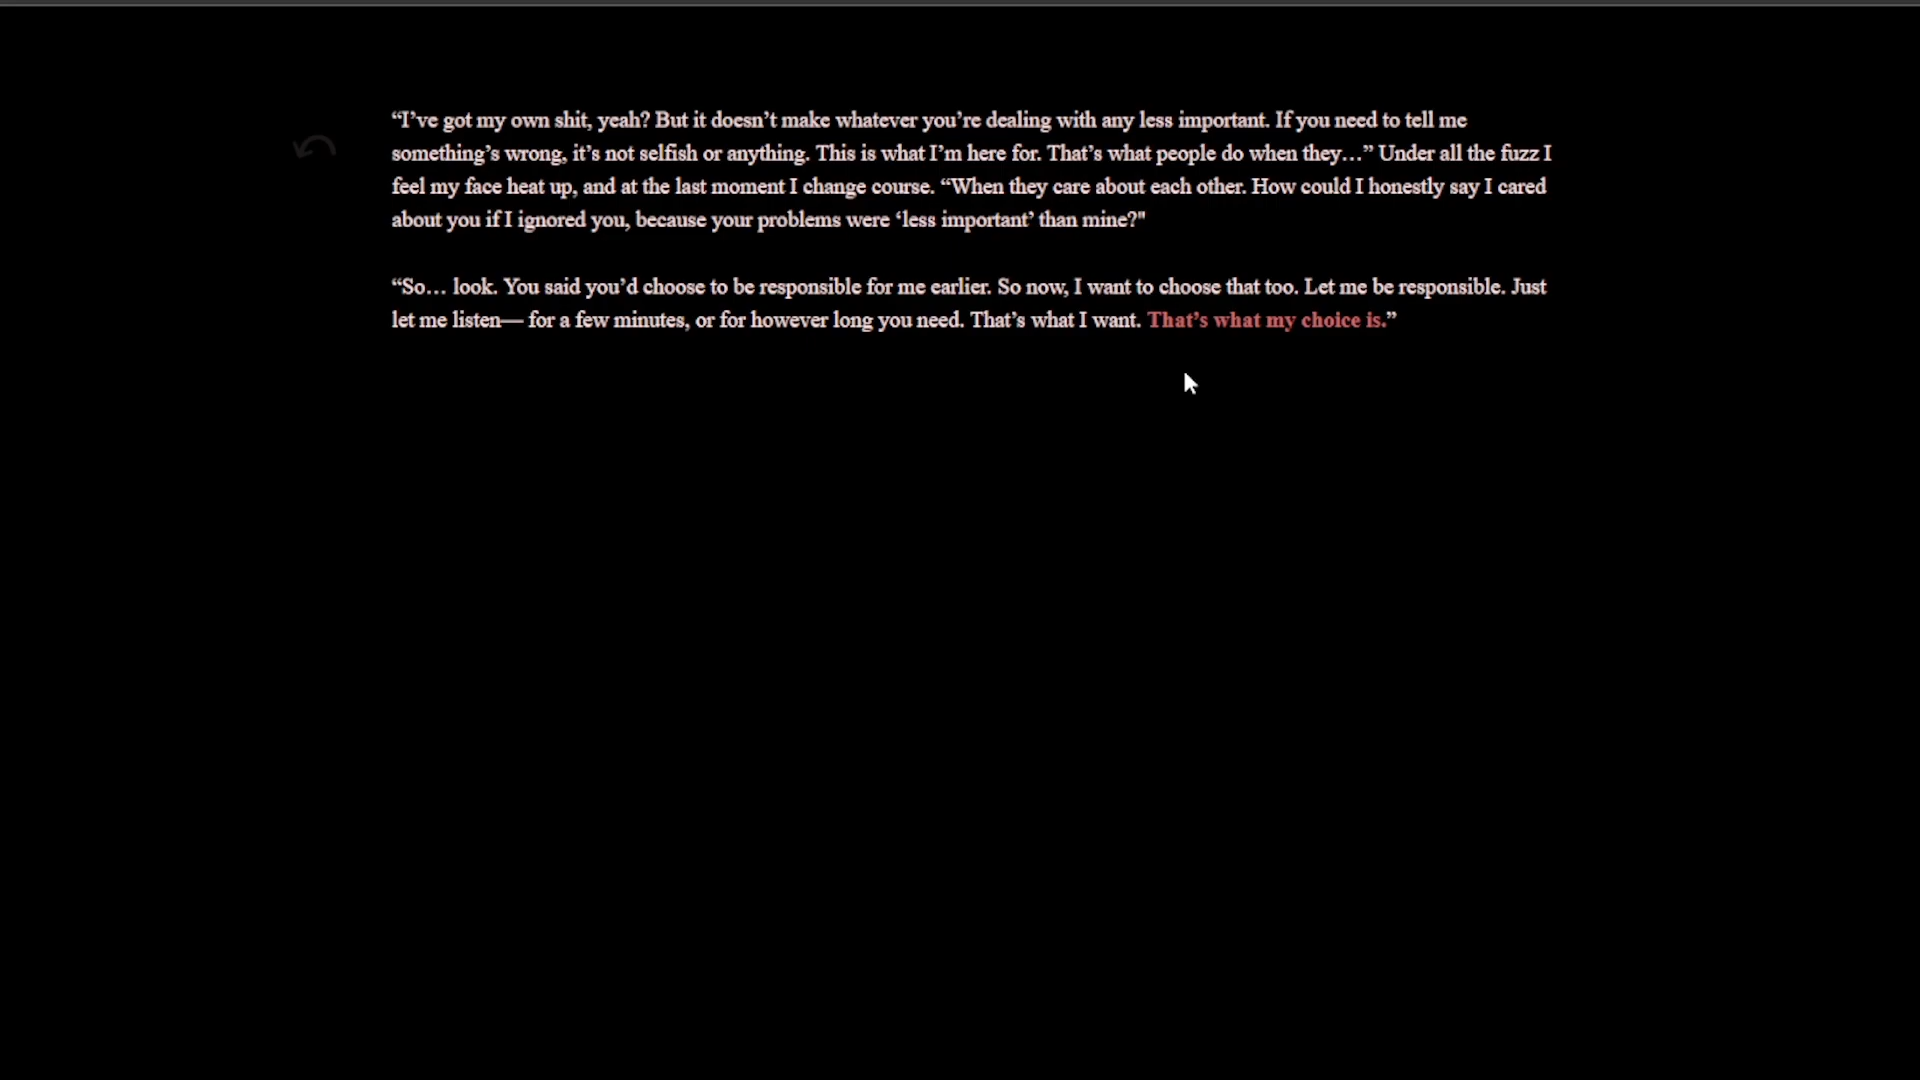 “I’ve got my own shit, yeah? But it doesn’t make whatever you’re dealing with any less important. If you need to tell me
something’s wrong, it’s not selfish or anything. This is what I’m here for. That’s what people do when they…” Under all the fuzz I
feel my face heat up, and at the last moment I change course. “When they care about each other. How could I honestly say I cared
about you if I ignored you, because your problems were ‘less important’ than mine?"
“So… look. You said you’d choose to be responsible for me earlier. So now, I want to choose that too. Let me be responsible. Just
let me listen— for a few minutes, or for however long you need. That’s what I want. That’s what my choice is.”